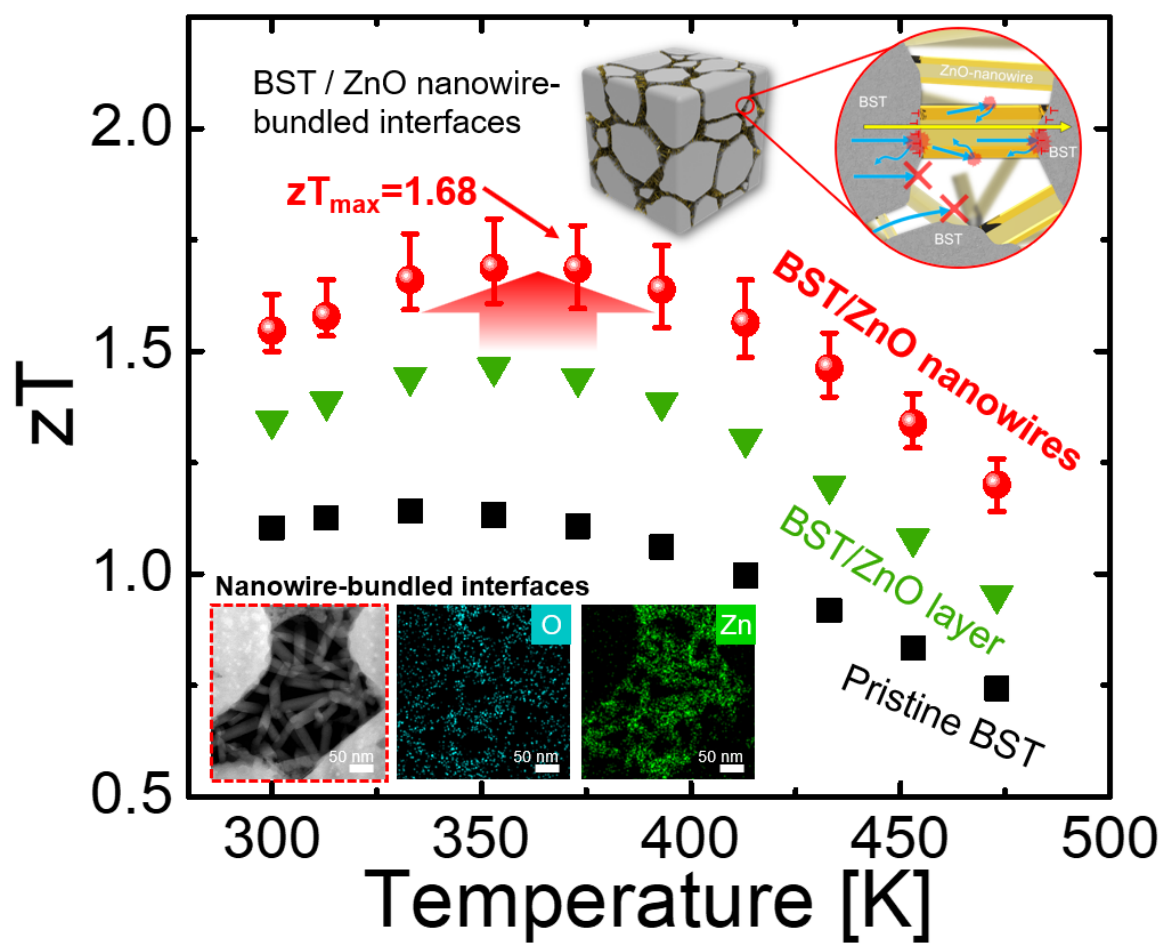 BST / ZnO nanowire-
bundled interfaces
zTmax=1.68
ZnO-nanowire
BST
BST
BST
BST/ZnO nanowires
BST/ZnO layer
Pristine BST
Nanowire-bundled interfaces
O
Zn
50 nm
50 nm
50 nm
zT
2.0
1.5
1.0
0.5
300
350
400
450
500
Temperature [K]